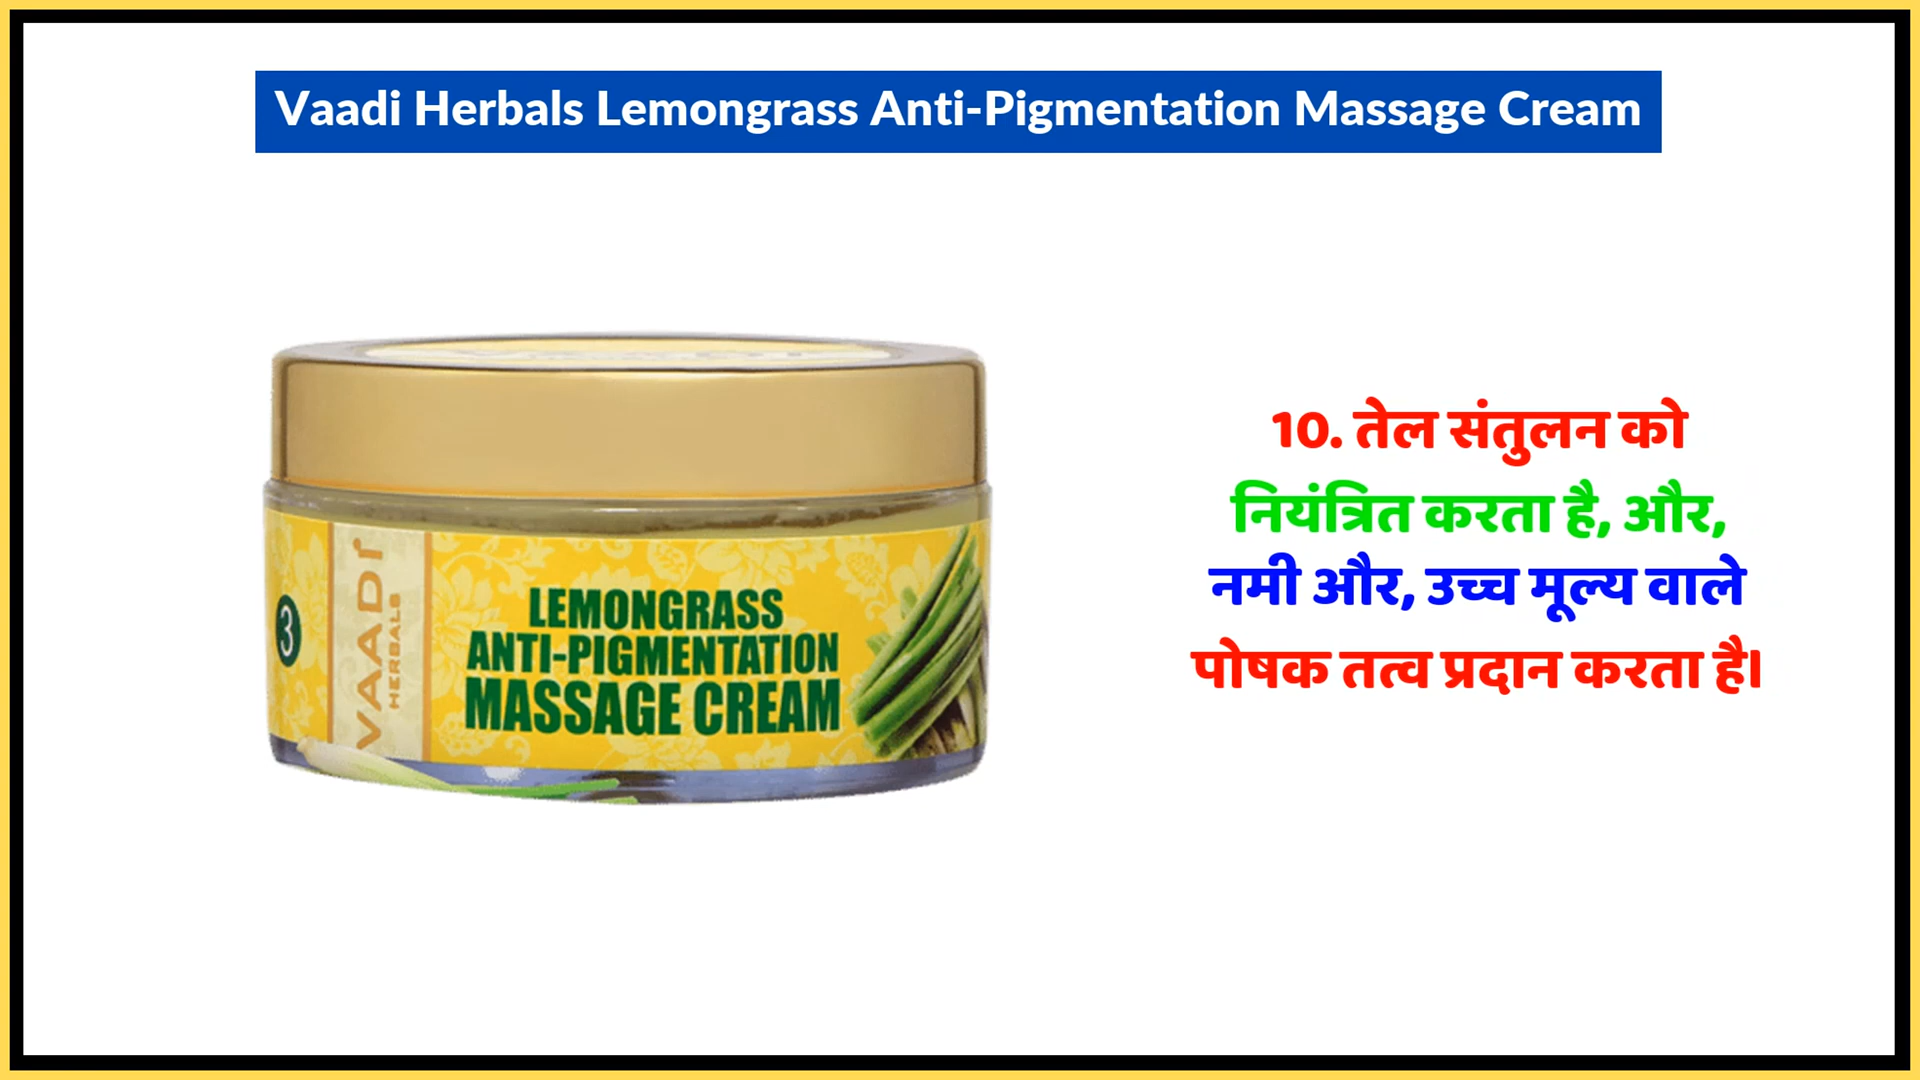 Vaadi Herbals Lemongrass Anti-Pigmentation Massage Cream
3
VAADI
HERBALS
LEMONGRASS
ANTI-PIGMENTATION
MASSAGE CREAM
10. तेल संतुलन को
नियंत्रित करता है, और,
नमी और, उच्च मूल्य वाले
पोषक तत्व प्रदान करता है।